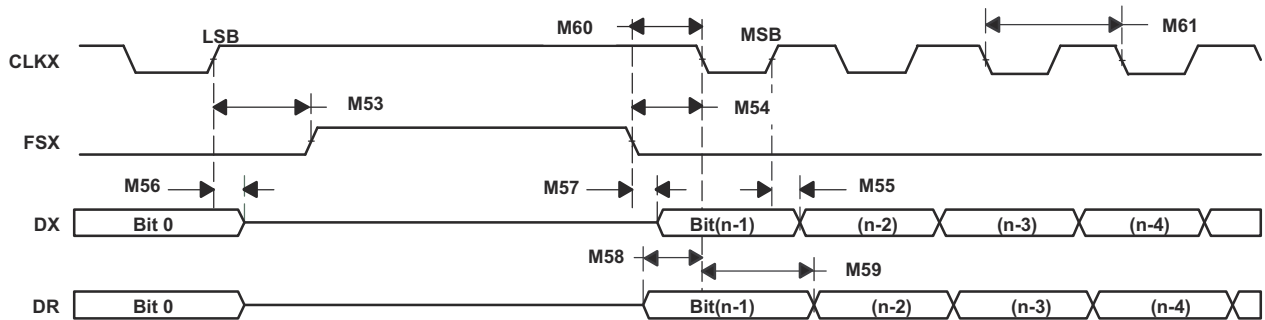 LSB
M60
MSB
M61
CLKX
M53
M54
FSX
M56
M57
M55
DX
Bit 0
Bit(n-1)
(n-2)
(n-3)
(n-4)
M58
M59
DR
Bit 0
Bit(n-1)
(n-2)
(n-3)
(n-4)